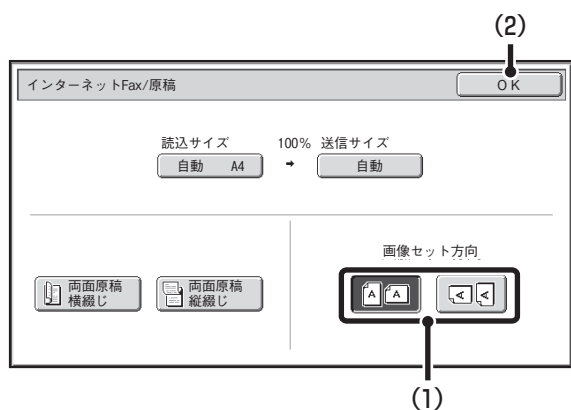 (2)
インターネットFax/原稿
OK
読込サイズ 100% 送信サイズ
自動 A4 → 自動
画像セット方向
両面原稿
横綴じ
両面原稿
縦綴じ
A A A A
(1)